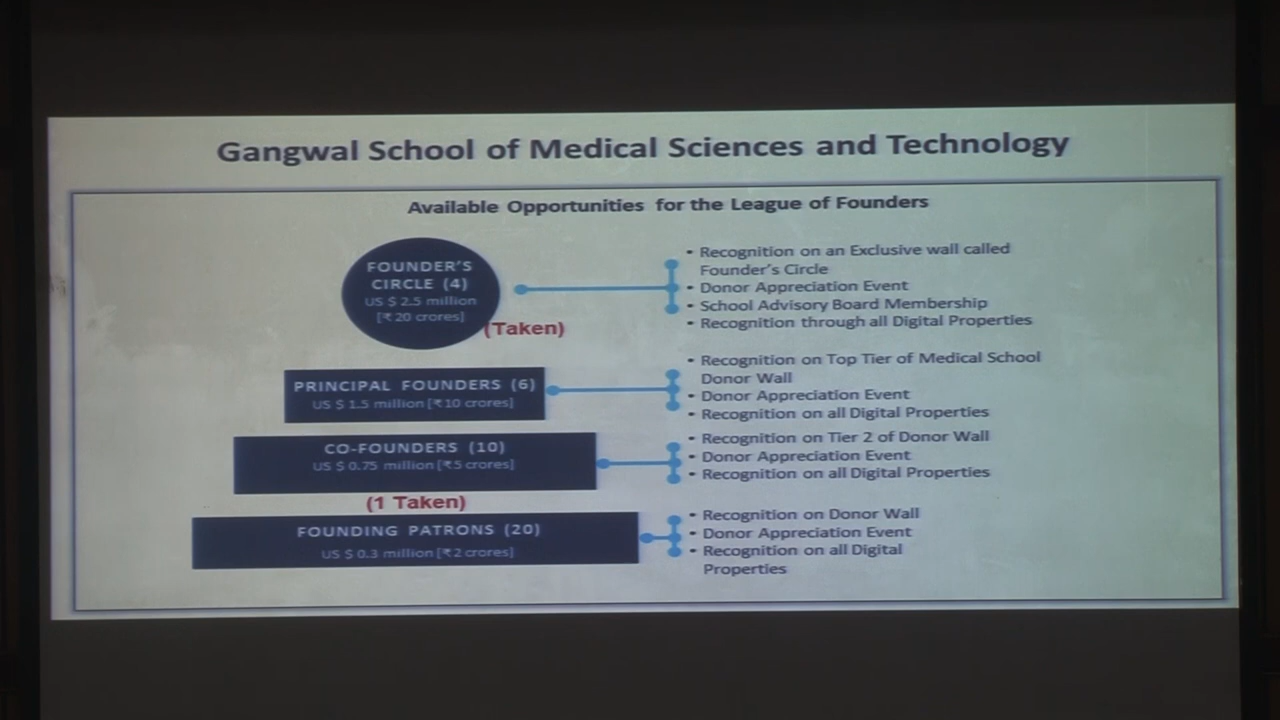 Gangwal School of Medical Sciences and Technology
Available Opportunities for the League of Founders
FOUNDER'S
CIRCLE (4)
US $ 2.5 million
[₹ 20 crores]
(Taken)
• Recognition on an Exclusive wall called
Founder's Circle
• Donor Appreciation Event
• School Advisory Board Membership
• Recognition through all Digital Properties
PRINCIPAL FOUNDERS (6)
US $ 1.5 million [₹ 10 crores]
• Recognition on Top Tier of Medical School
Donor Wall
• Donor Appreciation Event
• Recognition on all Digital Properties
CO-FOUNDERS (10)
US $ 0.75 million [₹ 5 crores]
(1 Taken)
• Recognition on Tier 2 of Donor Wall
• Donor Appreciation Event
• Recognition on all Digital Properties
FOUNDING PATRONS (20)
US $ 0.3 million [₹ 2 crores]
• Recognition on Donor Wall
• Donor Appreciation Event
• Recognition on all Digital
Properties